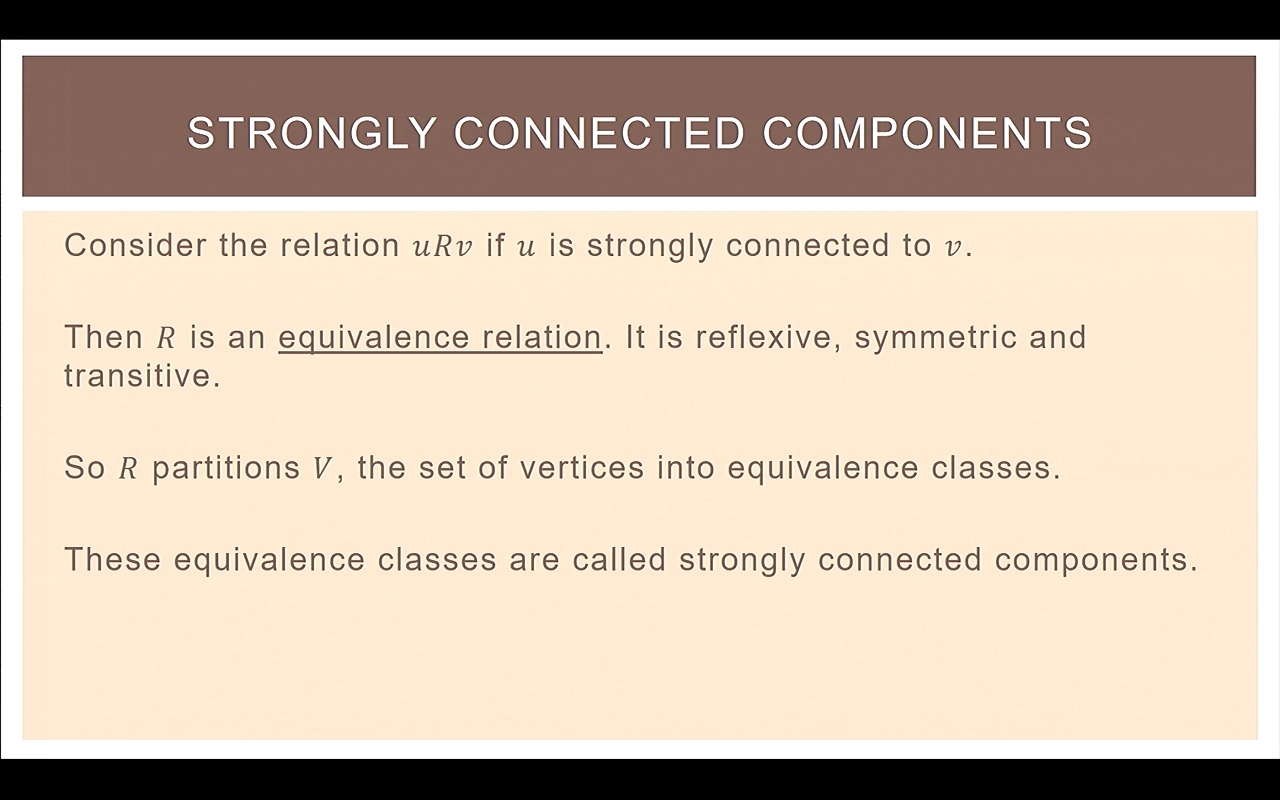 STRONGLY CONNECTED COMPONENTS
Consider the relation uRv if u is strongly connected to v.
Then R is an equivalence relation. It is reflexive, symmetric and
transitive.
So R partitions V, the set of vertices into equivalence classes.
These equivalence classes are called strongly connected components.